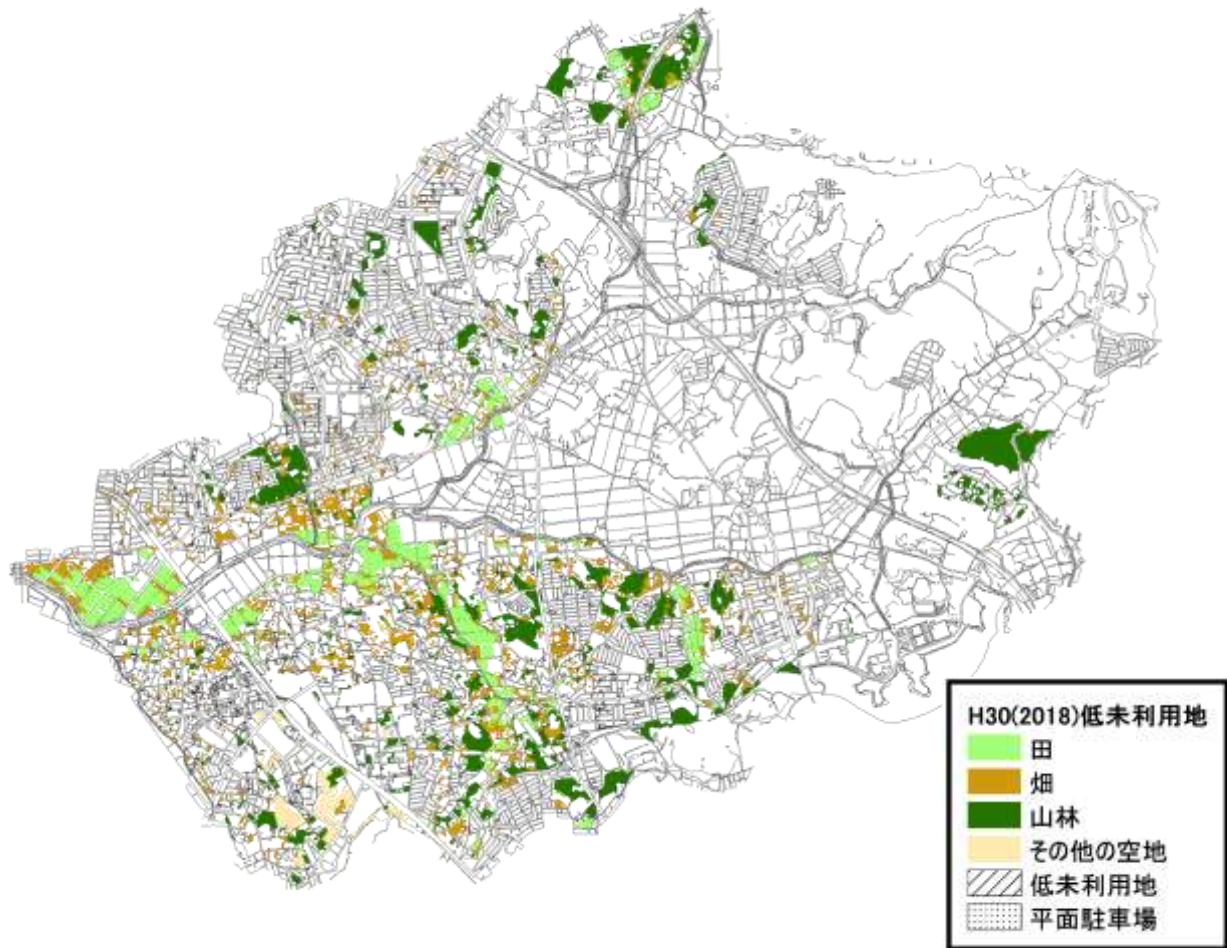 H30(2018)低未利用地
田
畑
山林
その他の空地
低未利用地
平面駐車場